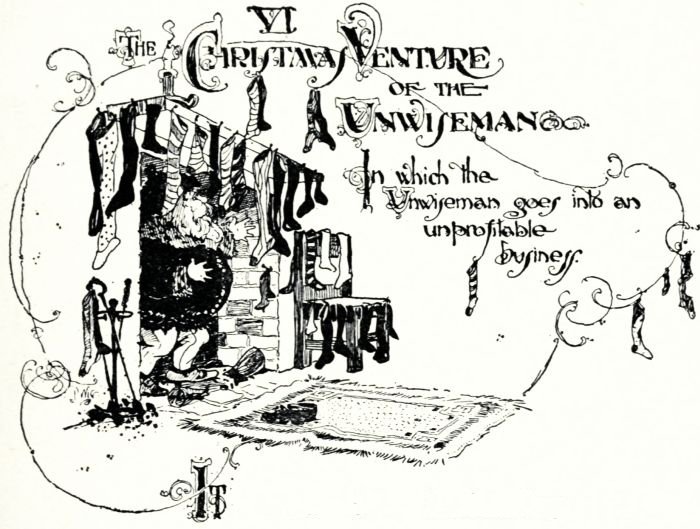 VI
The Christmas Venture
of the
Unwiseman
In which the
Unwiseman goes into an
unprofitable
business.
It